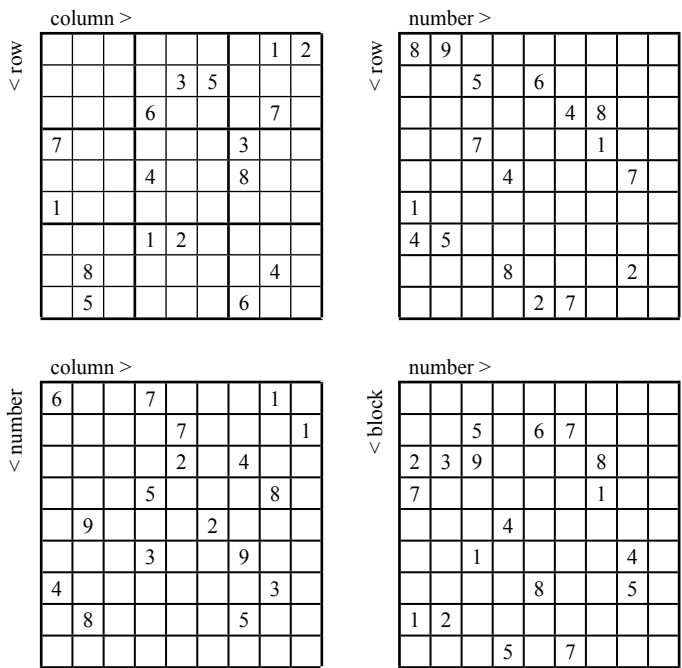 column >
number >
< row
< row
1 2
8 9
3 5
5 6
6 7
4 8
7 3
7 1
4 8
4 7
1
1
1 2
4 5
8 4
8 2
5 6
2 7
column >
number >
< number
< block
6 7 1
7 1
5 6 7
2 4
2 3 9 8
5 8
7 1
9 2
4
3 9
1 4
4 3
8 5
8 5
1 2
5 7